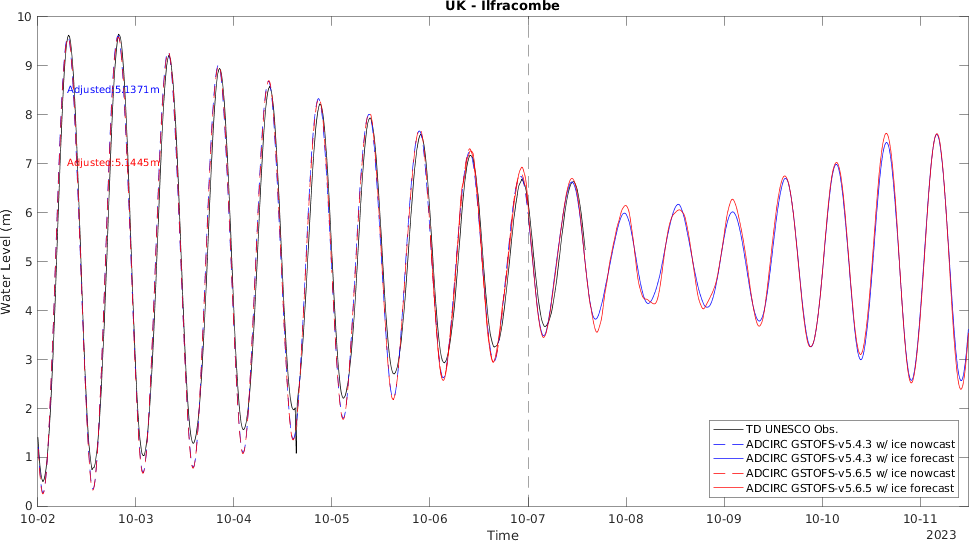 UK - Ilfracombe
10
9
8
7
6
5
4
3
2
1
0
Water Level (m)
Adjusted:5.1371m
Adjusted:5.1445m
TD UNESCO Obs.
ADCIRC GSTOFS-v5.4.3 w/ ice nowcast
ADCIRC GSTOFS-v5.4.3 w/ ice forecast
ADCIRC GSTOFS-v5.6.5 w/ ice nowcast
ADCIRC GSTOFS-v5.6.5 w/ ice forecast
10-02 10-03 10-04 10-05 10-06 10-07 10-08 10-09 10-10 10-11
Time
2023